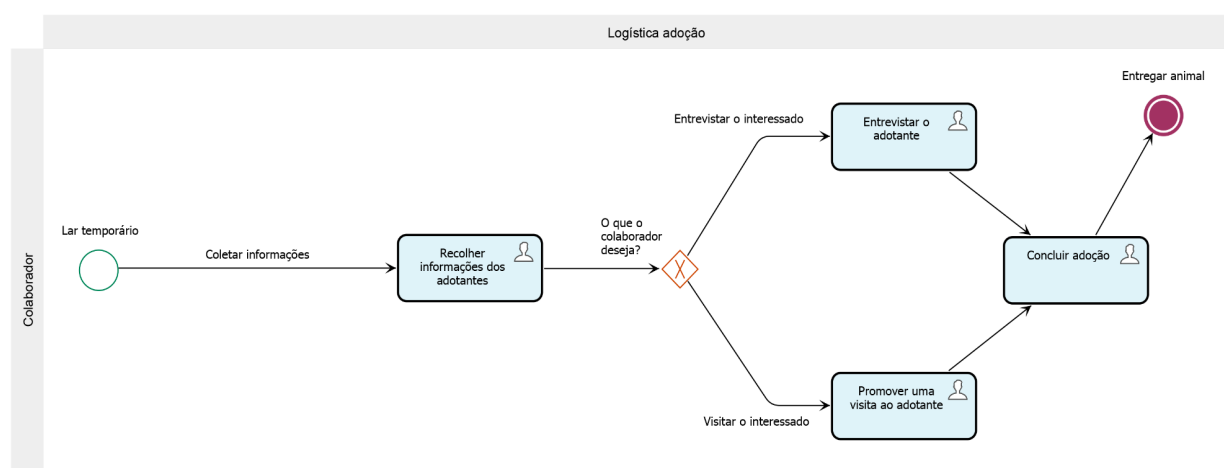 Logística adoção
Colaborador
Lar temporário
Coletar informações
Recolher
informações dos
adotantes
O que o
colaborador
deseja?
Entrevistar o interessado
Entrevistar o
adotante
Visitar o interessado
Promover uma
visita ao adotante
Concluir adoção
Entregar animal